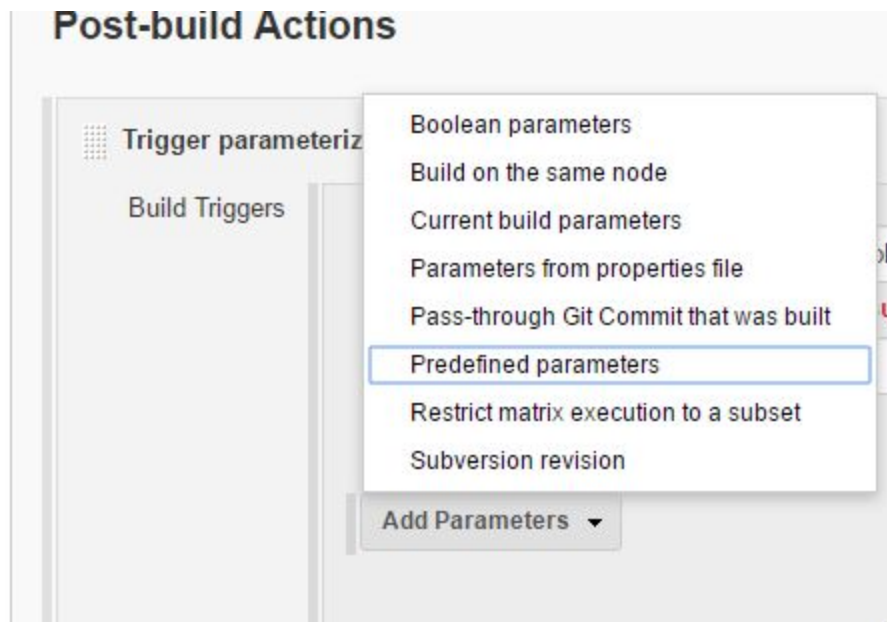 Post-build Actions
Trigger parameteriz
Boolean parameters
Build on the same node
Build Triggers
Current build parameters
Parameters from properties file
Pass-through Git Commit that was built
Predefined parameters
Restrict matrix execution to a subset
Subversion revision
Add Parameters